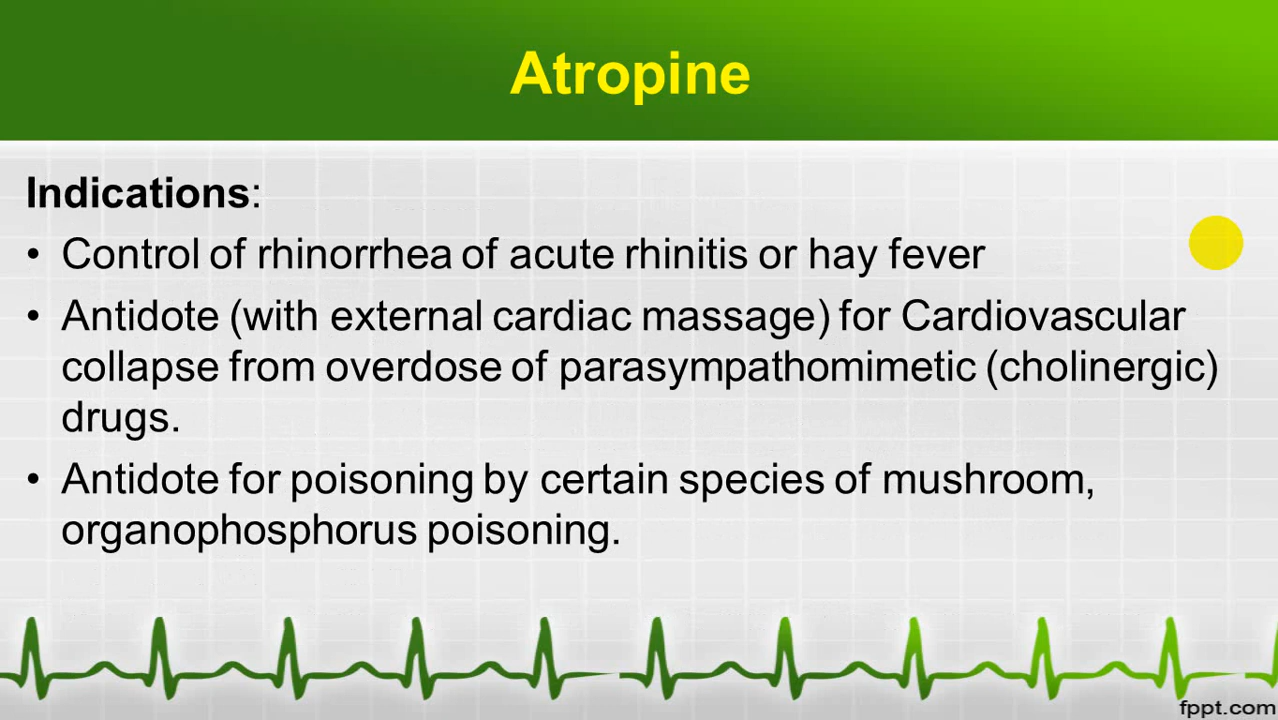 Atropine
Indications:
• Control of rhinorrhea of acute rhinitis or hay fever
• Antidote (with external cardiac massage) for Cardiovascular
collapse from overdose of parasympathomimetic (cholinergic)
drugs.
• Antidote for poisoning by certain species of mushroom,
organophosphorus poisoning.
fppt.com